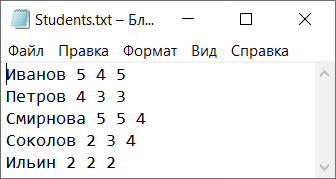 Students.txt – Бл...
Файл Правка Формат Вид Справка
Иванов 5 4 5
Петров 4 3 3
Смирнова 5 5 4
Соколов 2 3 4
Ильин 2 2 2